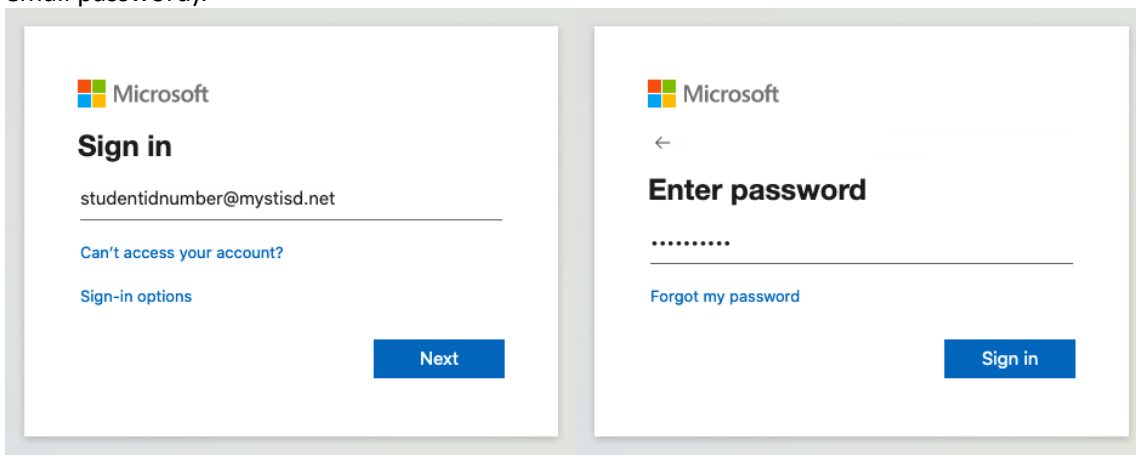 Microsoft
Sign in
studentidnumber@mystisd.net
Can't access your account?
Sign-in options
Next
Microsoft
←
Enter password
••••••••••
Forgot my password
Sign in